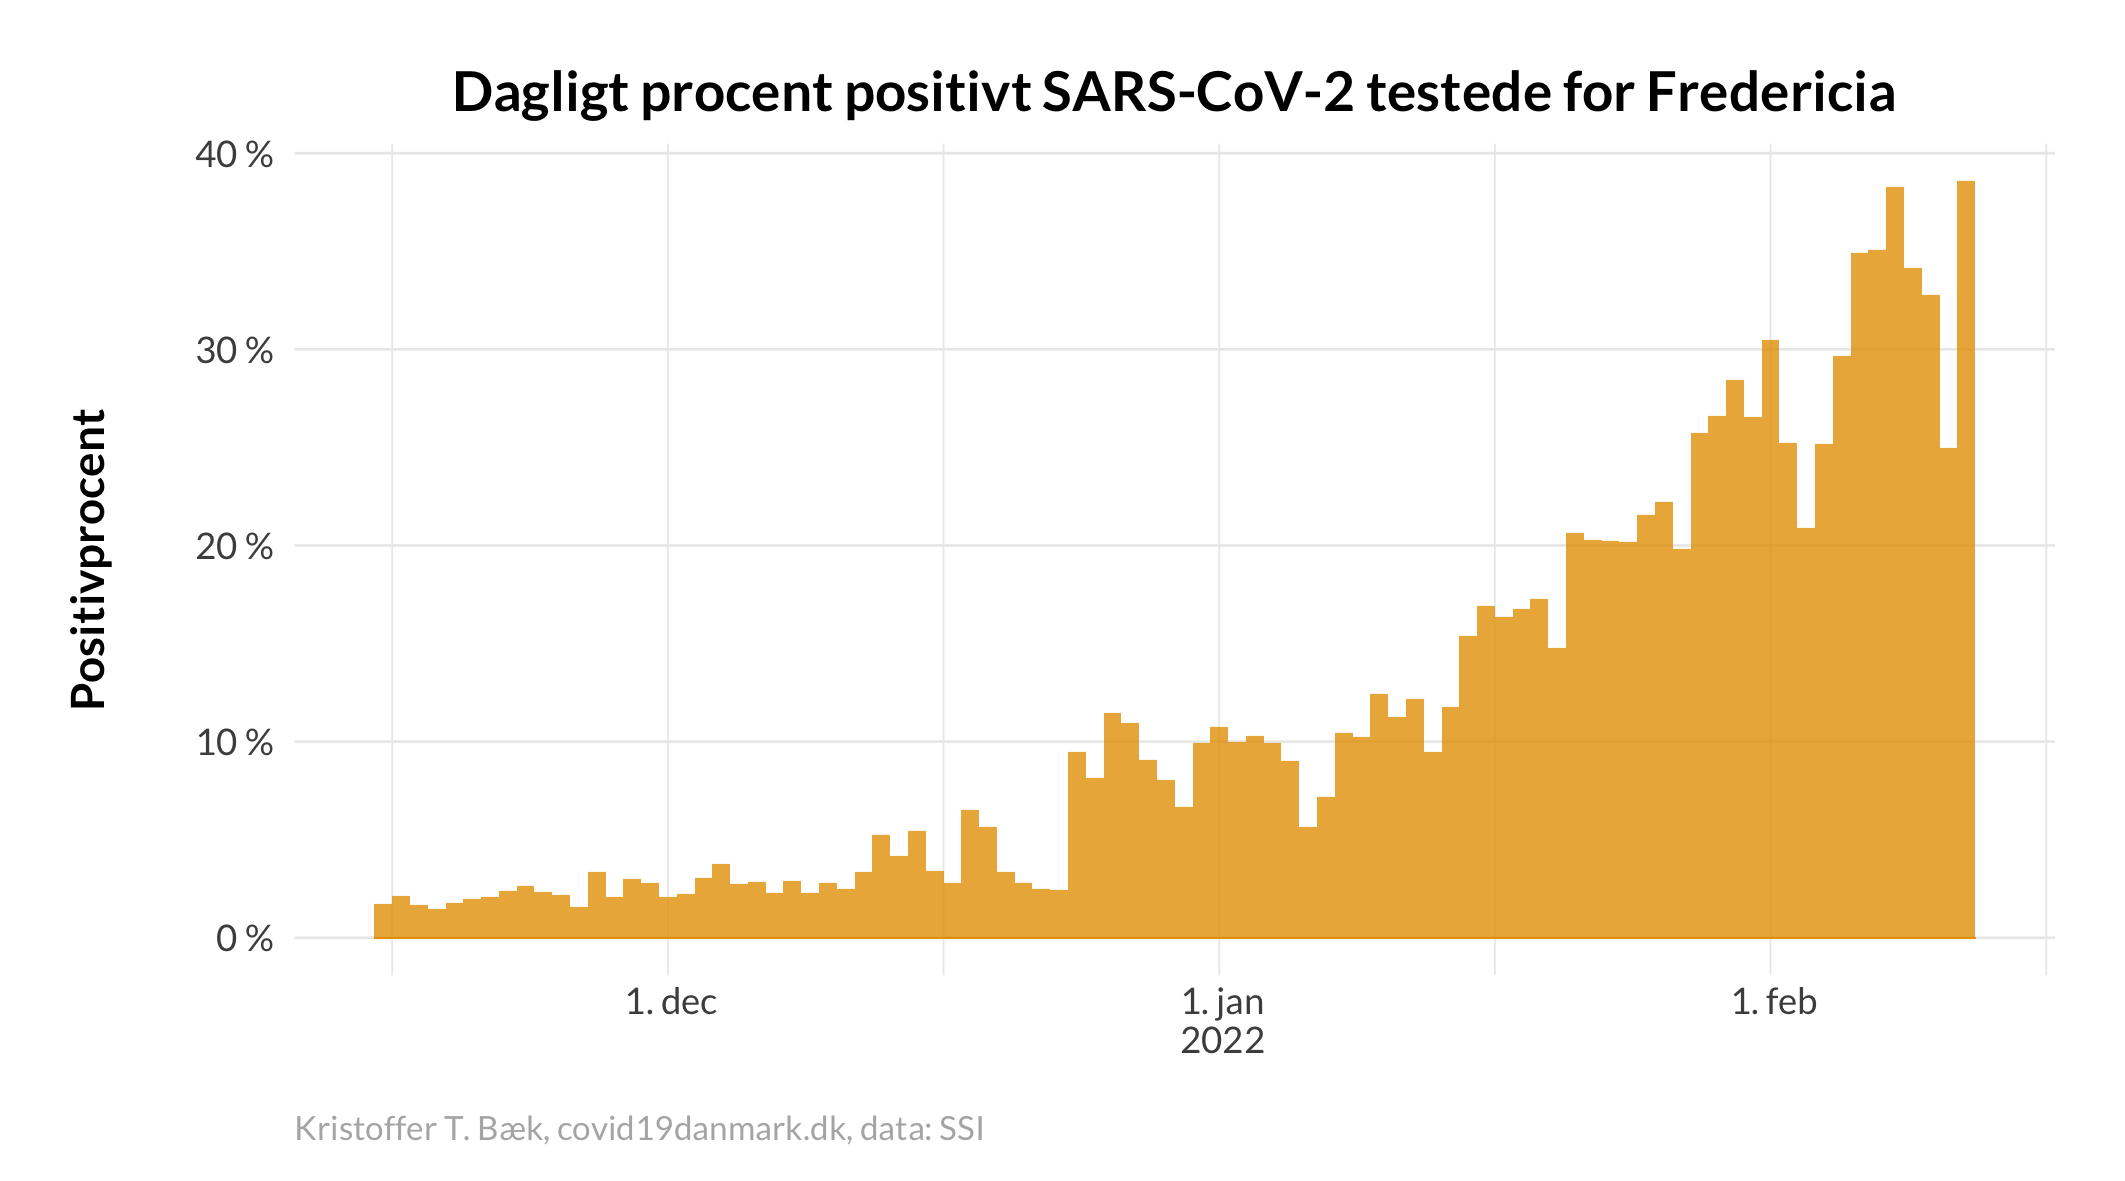 Dagligt procent positivt SARS-CoV-2 testede for Fredericia
Positivprocent
40 %
30 %
20 %
10 %
0 %
1. dec
1. jan
2022
1. feb
Kristoffer T. Bæk, covid19danmark.dk, data: SSI